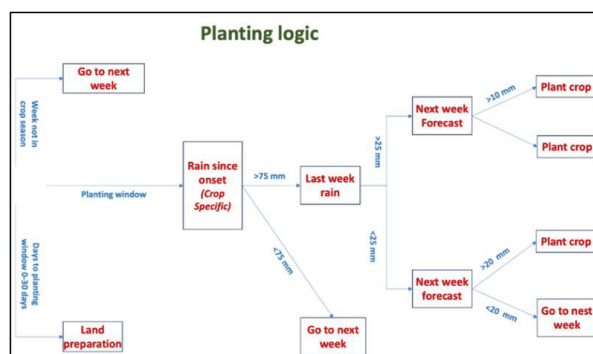 Planting logic
Go to next
week
Week not in
crop season
Planting window
Days to planting
window 0-30 days
Land
preparation
Rain since
onset
(Crop
Specific)
>75 mm
<75 mm
Go to next
week
Last week
rain
>25 mm
<25 mm
Next week
Forecast
>10 mm
Plant crop
Plant crop
Next week
forecast
>20 mm
Plant crop
<20 mm
Go to nest
week